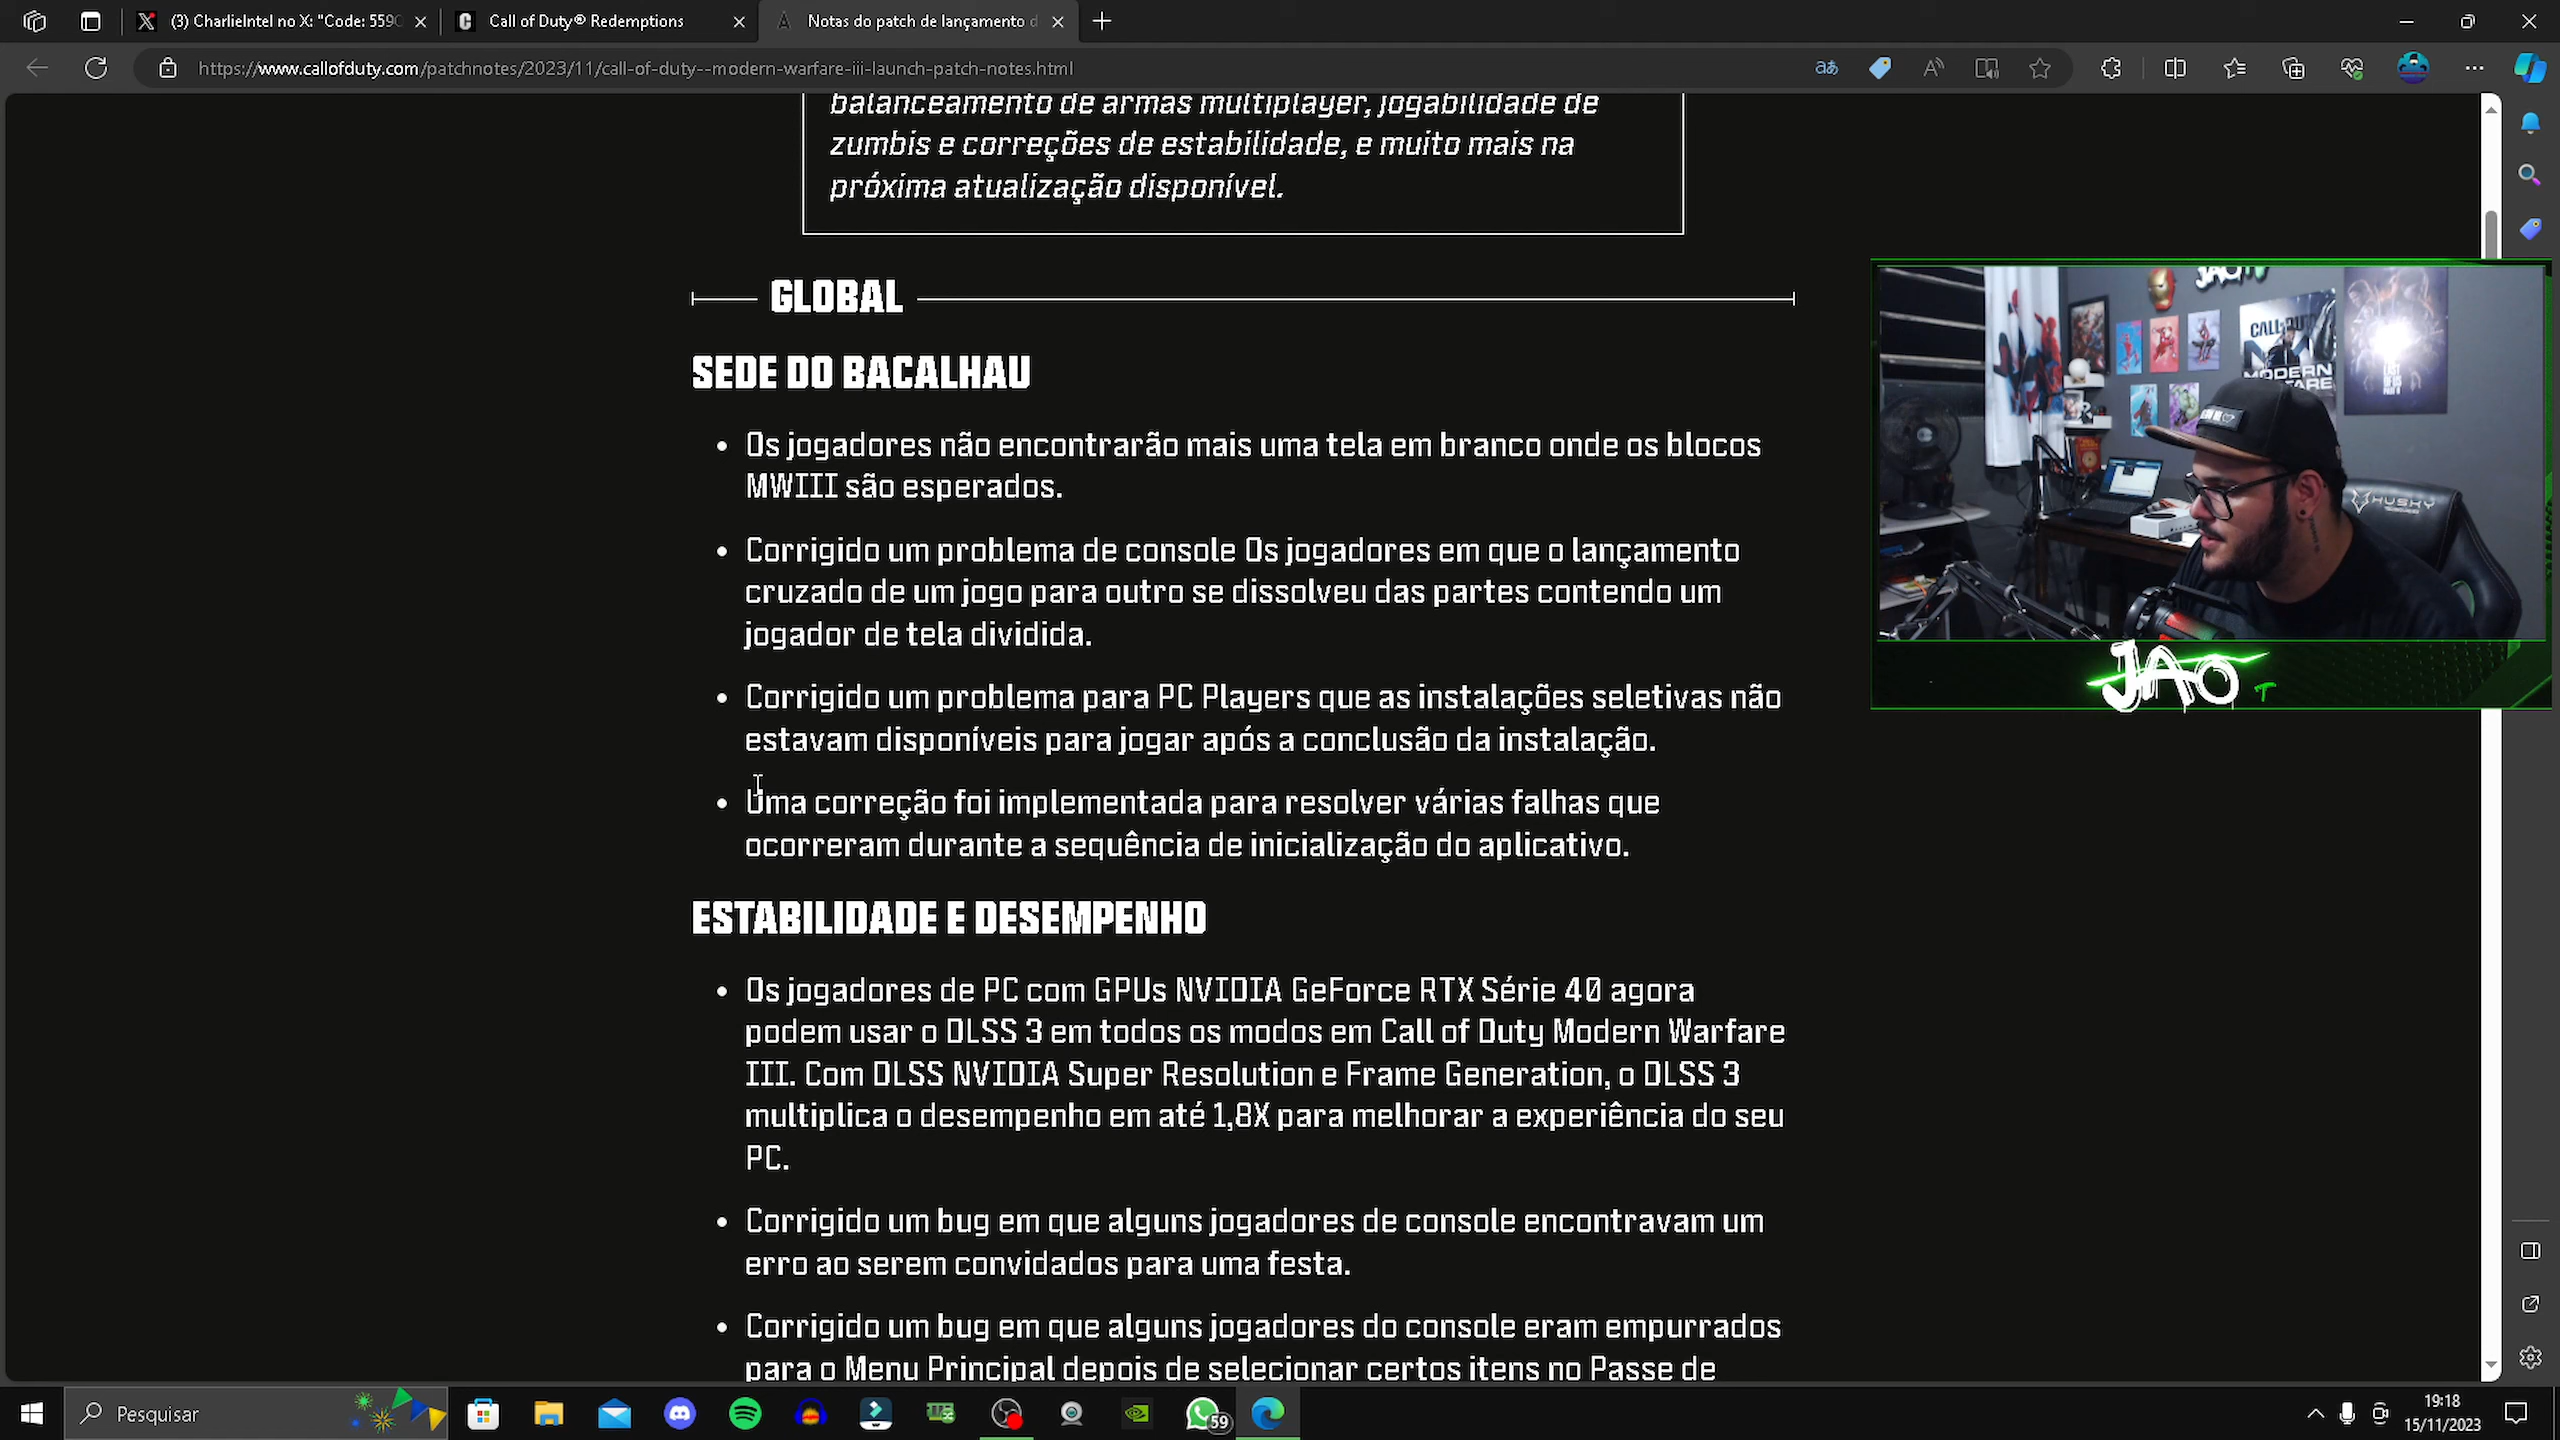 (3) CharlieIntel no X: "Code: 559C
Call of Duty® Redemptions
Notas do patch de lançamento d
https://www.callofduty.com/patchnotes/2023/11/call-of-duty--modern-warfare-iii-launch-patch-notes.html
balanceamento de armas multiplayer, jogabilidade de
zumbis e correções de estabilidade, e muito mais na
próxima atualização disponível.
GLOBAL
SEDE DO BACALHAU
• Os jogadores não encontrarão mais uma tela em branco onde os blocos
MWIII são esperados.
• Corrigido um problema de console Os jogadores em que o lançamento
cruzado de um jogo para outro se dissolveu das partes contendo um
jogador de tela dividida.
• Corrigido um problema para PC Players que as instalações seletivas não
estavam disponíveis para jogar após a conclusão da instalação.
• Uma correção foi implementada para resolver várias falhas que
ocorreram durante a sequência de inicialização do aplicativo.
ESTABILIDADE E DESEMPENHO
• Os jogadores de PC com GPUs NVIDIA GeForce RTX Série 40 agora
podem usar o DLSS 3 em todos os modos em Call of Duty Modern Warfare
III. Com DLSS NVIDIA Super Resolution e Frame Generation, o DLSS 3
multiplica o desempenho em até 1,8X para melhorar a experiência do seu
PC.
• Corrigido um bug em que alguns jogadores de console encontravam um
erro ao serem convidados para uma festa.
• Corrigido um bug em que alguns jogadores do console eram empurrados
para o Menu Principal depois de selecionar certos itens no Passe de
CALL OF DUTY
MODERN
WARFARE
HUSKY
JAO
T
Pesquisar
59
19:18
15/11/2023